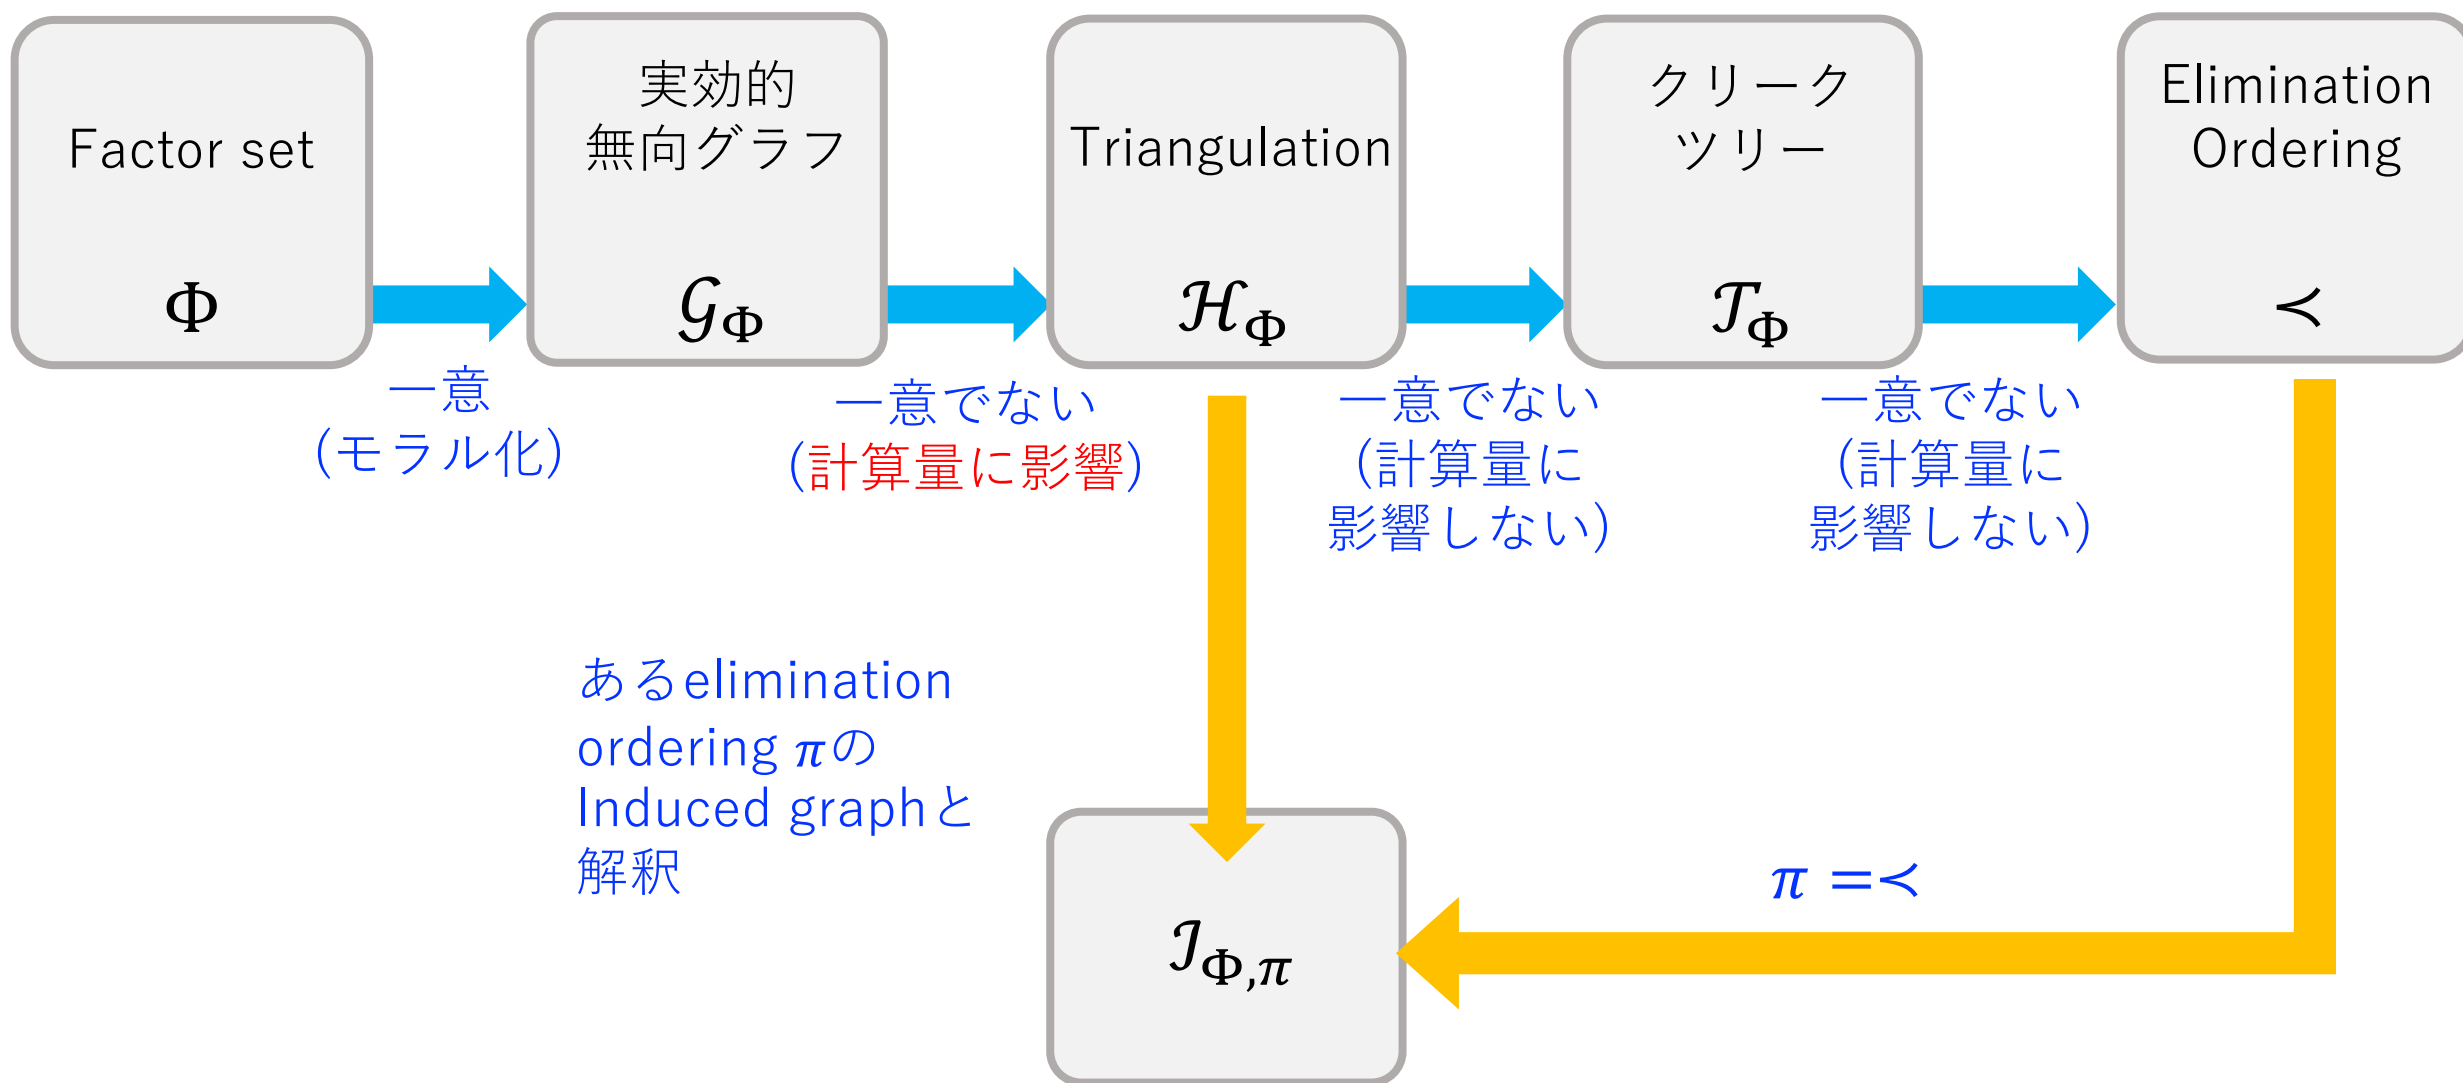 Factor set
Φ
実効的
無向グラフ
𝒢_Φ
Triangulation
ℋ_Φ
クリーク
ツリー
𝒯_Φ
Elimination
Ordering
≺
一意
(モラル化)
一意でない
(計算量に影響)
一意でない
(計算量に
影響しない)
一意でない
(計算量に
影響しない)
あるelimination
ordering πの
Induced graphと
解釈
π =≺
ℐ_Φ,π